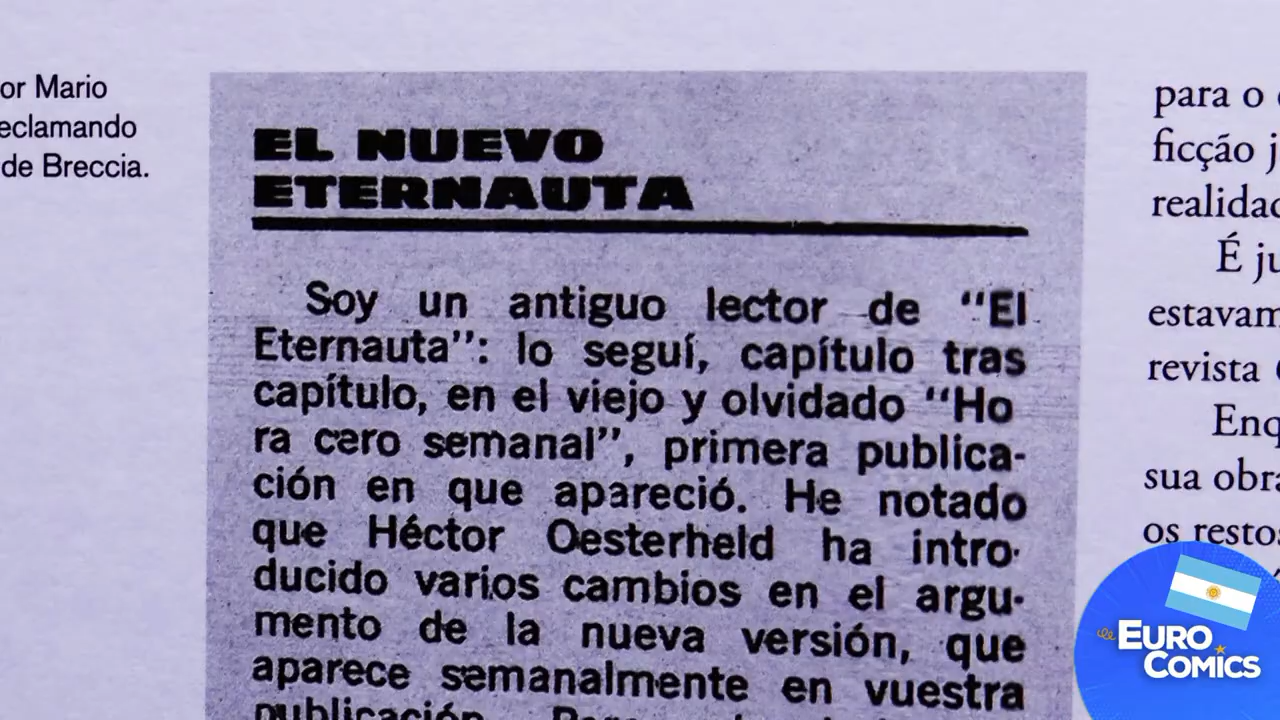 or Mario
eclamando
de Breccia.
EL NUEVO
ETERNAUTA
Soy un antiguo lector de “El
Eternauta”: lo seguí, capítulo tras
capítulo, en el viejo y olvidado “Ho
ra cero semanal”, primera publica-
ción en que apareció. He notado
que Héctor Oesterheld ha intro-
ducido varios cambios en el argu-
mento de la nueva versión, que
aparece semanalmente en vuestra
publicación.
para o
ficção j
realidad
É ju
estavam
revista
Enq
sua obra
os restos
EURO
COMICS